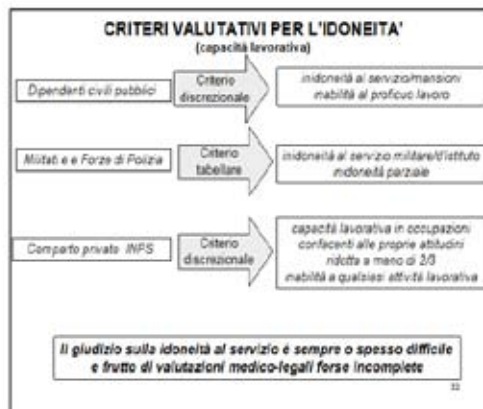 CRITERI VALUTATIVI PER L'IDONEITA'
(capacità lavorativa)
Dipendenti civili pubblici
Criterio
discrezionale
inidoneità al servizio/mansioni
inabilità al proficuo lavoro
Militari e Forze di Polizia
Criterio
tabellare
inidoneità al servizio militare/d'istituto
inidoneità parziale
Comparto privato INPS
Criterio
discrezionale
capacità lavorativa in occupazioni
confacenti alle proprie attitudini
ridotta a meno di 2/3
inabilità a qualsiesi attività lavorativa
Il giudizio sulla idoneità al servizio è sempre o spesso difficile
e frutto di valutazioni medico-legali forse incomplete